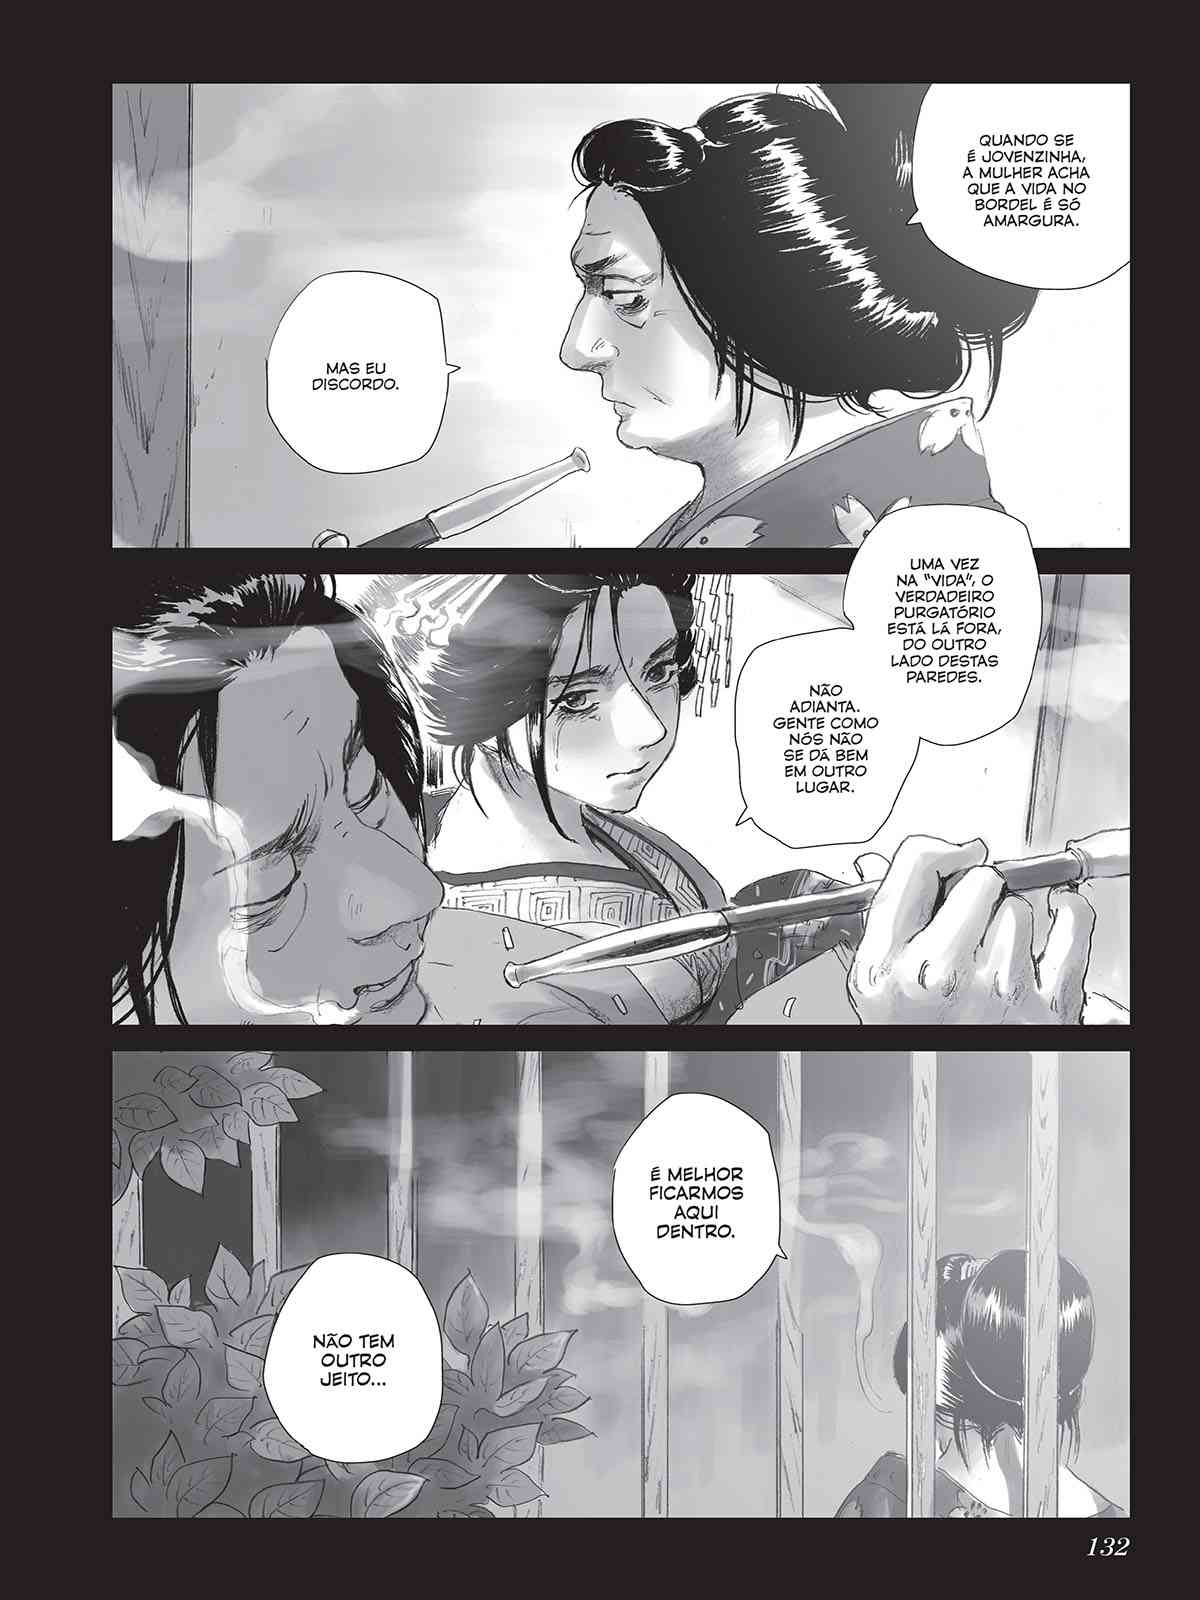 QUANDO SE
É JOVENZINHA,
A MULHER ACHA
QUE A VIDA NO
BORDEL É SÓ
AMARGURA.
MAS EU
DISCORDO.
UMA VEZ
NA “VIDA”, O
VERDADEIRO
PURGATÓRIO
ESTÁ LÁ FORA,
DO OUTRO
LADO DESTAS
PAREDES.
NÃO
ADIANTA.
GENTE COMO
NÓS NÃO
SE DÁ BEM
EM OUTRO
LUGAR.
É MELHOR
FICARMOS
AQUI
DENTRO.
NÃO TEM
OUTRO
JEITO...
132